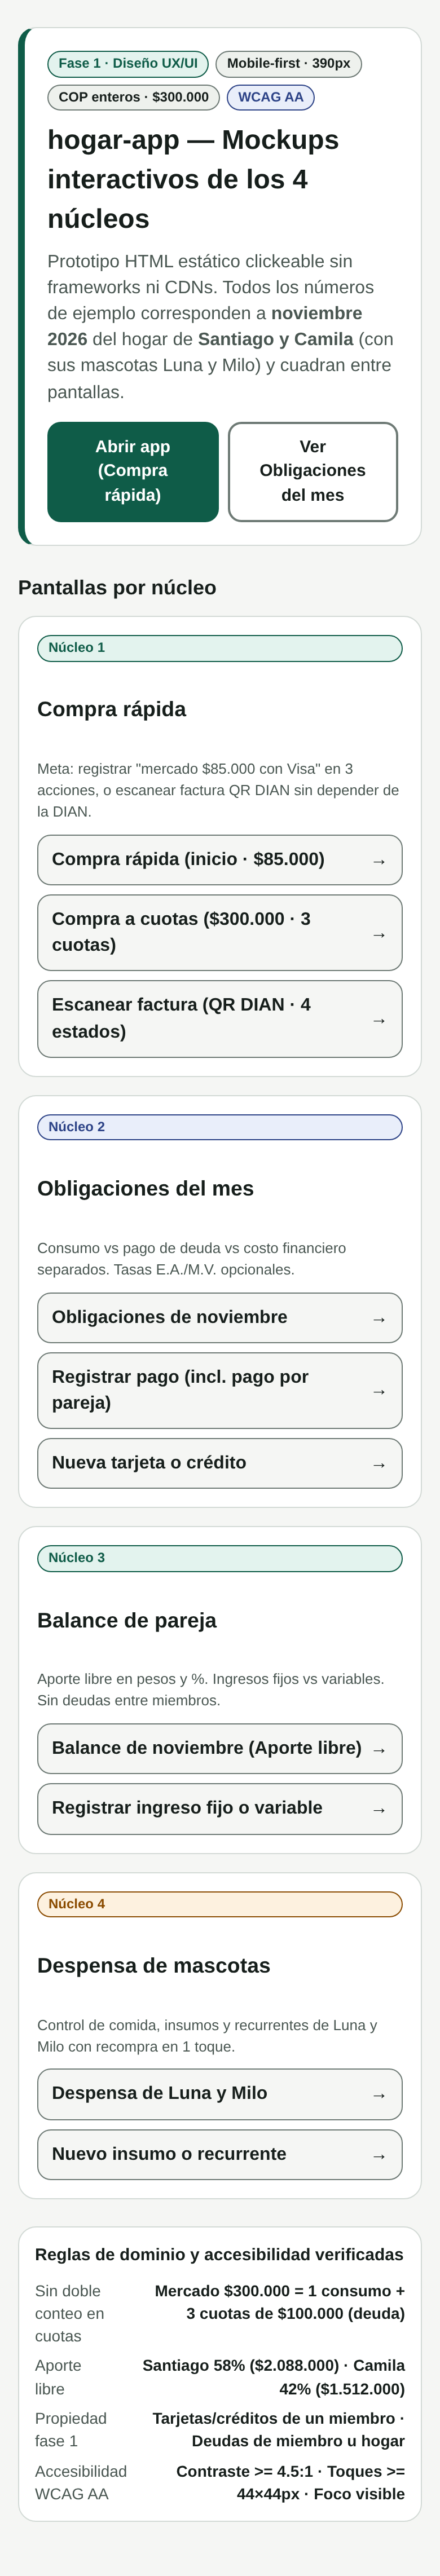 Fase 1 · Diseño UX/UI
Mobile-first · 390px
COP enteros · $300.000
WCAG AA
hogar-app — Mockups
interactivos de los 4
núcleos
Prototipo HTML estático clickeable sin
frameworks ni CDNs. Todos los números
de ejemplo corresponden a noviembre
2026 del hogar de Santiago y Camila (con
sus mascotas Luna y Milo) y cuadran entre
pantallas.
Abrir app
(Compra
rápida)
Ver
Obligaciones
del mes
Pantallas por núcleo
Núcleo 1
Compra rápida
Meta: registrar "mercado $85.000 con Visa" en 3
acciones, o escanear factura QR DIAN sin depender de
la DIAN.
Compra rápida (inicio · $85.000) →
Compra a cuotas ($300.000 · 3
cuotas) →
Escanear factura (QR DIAN · 4
estados) →
Núcleo 2
Obligaciones del mes
Consumo vs pago de deuda vs costo financiero
separados. Tasas E.A./M.V. opcionales.
Obligaciones de noviembre →
Registrar pago (incl. pago por
pareja) →
Nueva tarjeta o crédito →
Núcleo 3
Balance de pareja
Aporte libre en pesos y %. Ingresos fijos vs variables.
Sin deudas entre miembros.
Balance de noviembre (Aporte libre) →
Registrar ingreso fijo o variable →
Núcleo 4
Despensa de mascotas
Control de comida, insumos y recurrentes de Luna y
Milo con recompra en 1 toque.
Despensa de Luna y Milo →
Nuevo insumo o recurrente →
Reglas de dominio y accesibilidad verificadas
Sin doble
conteo en
cuotas
Mercado $300.000 = 1 consumo +
3 cuotas de $100.000 (deuda)
Aporte
libre
Santiago 58% ($2.088.000) · Camila
42% ($1.512.000)
Propiedad
fase 1
Tarjetas/créditos de un miembro ·
Deudas de miembro u hogar
Accesibilidad
WCAG AA
Contraste >= 4.5:1 · Toques >=
44×44px · Foco visible